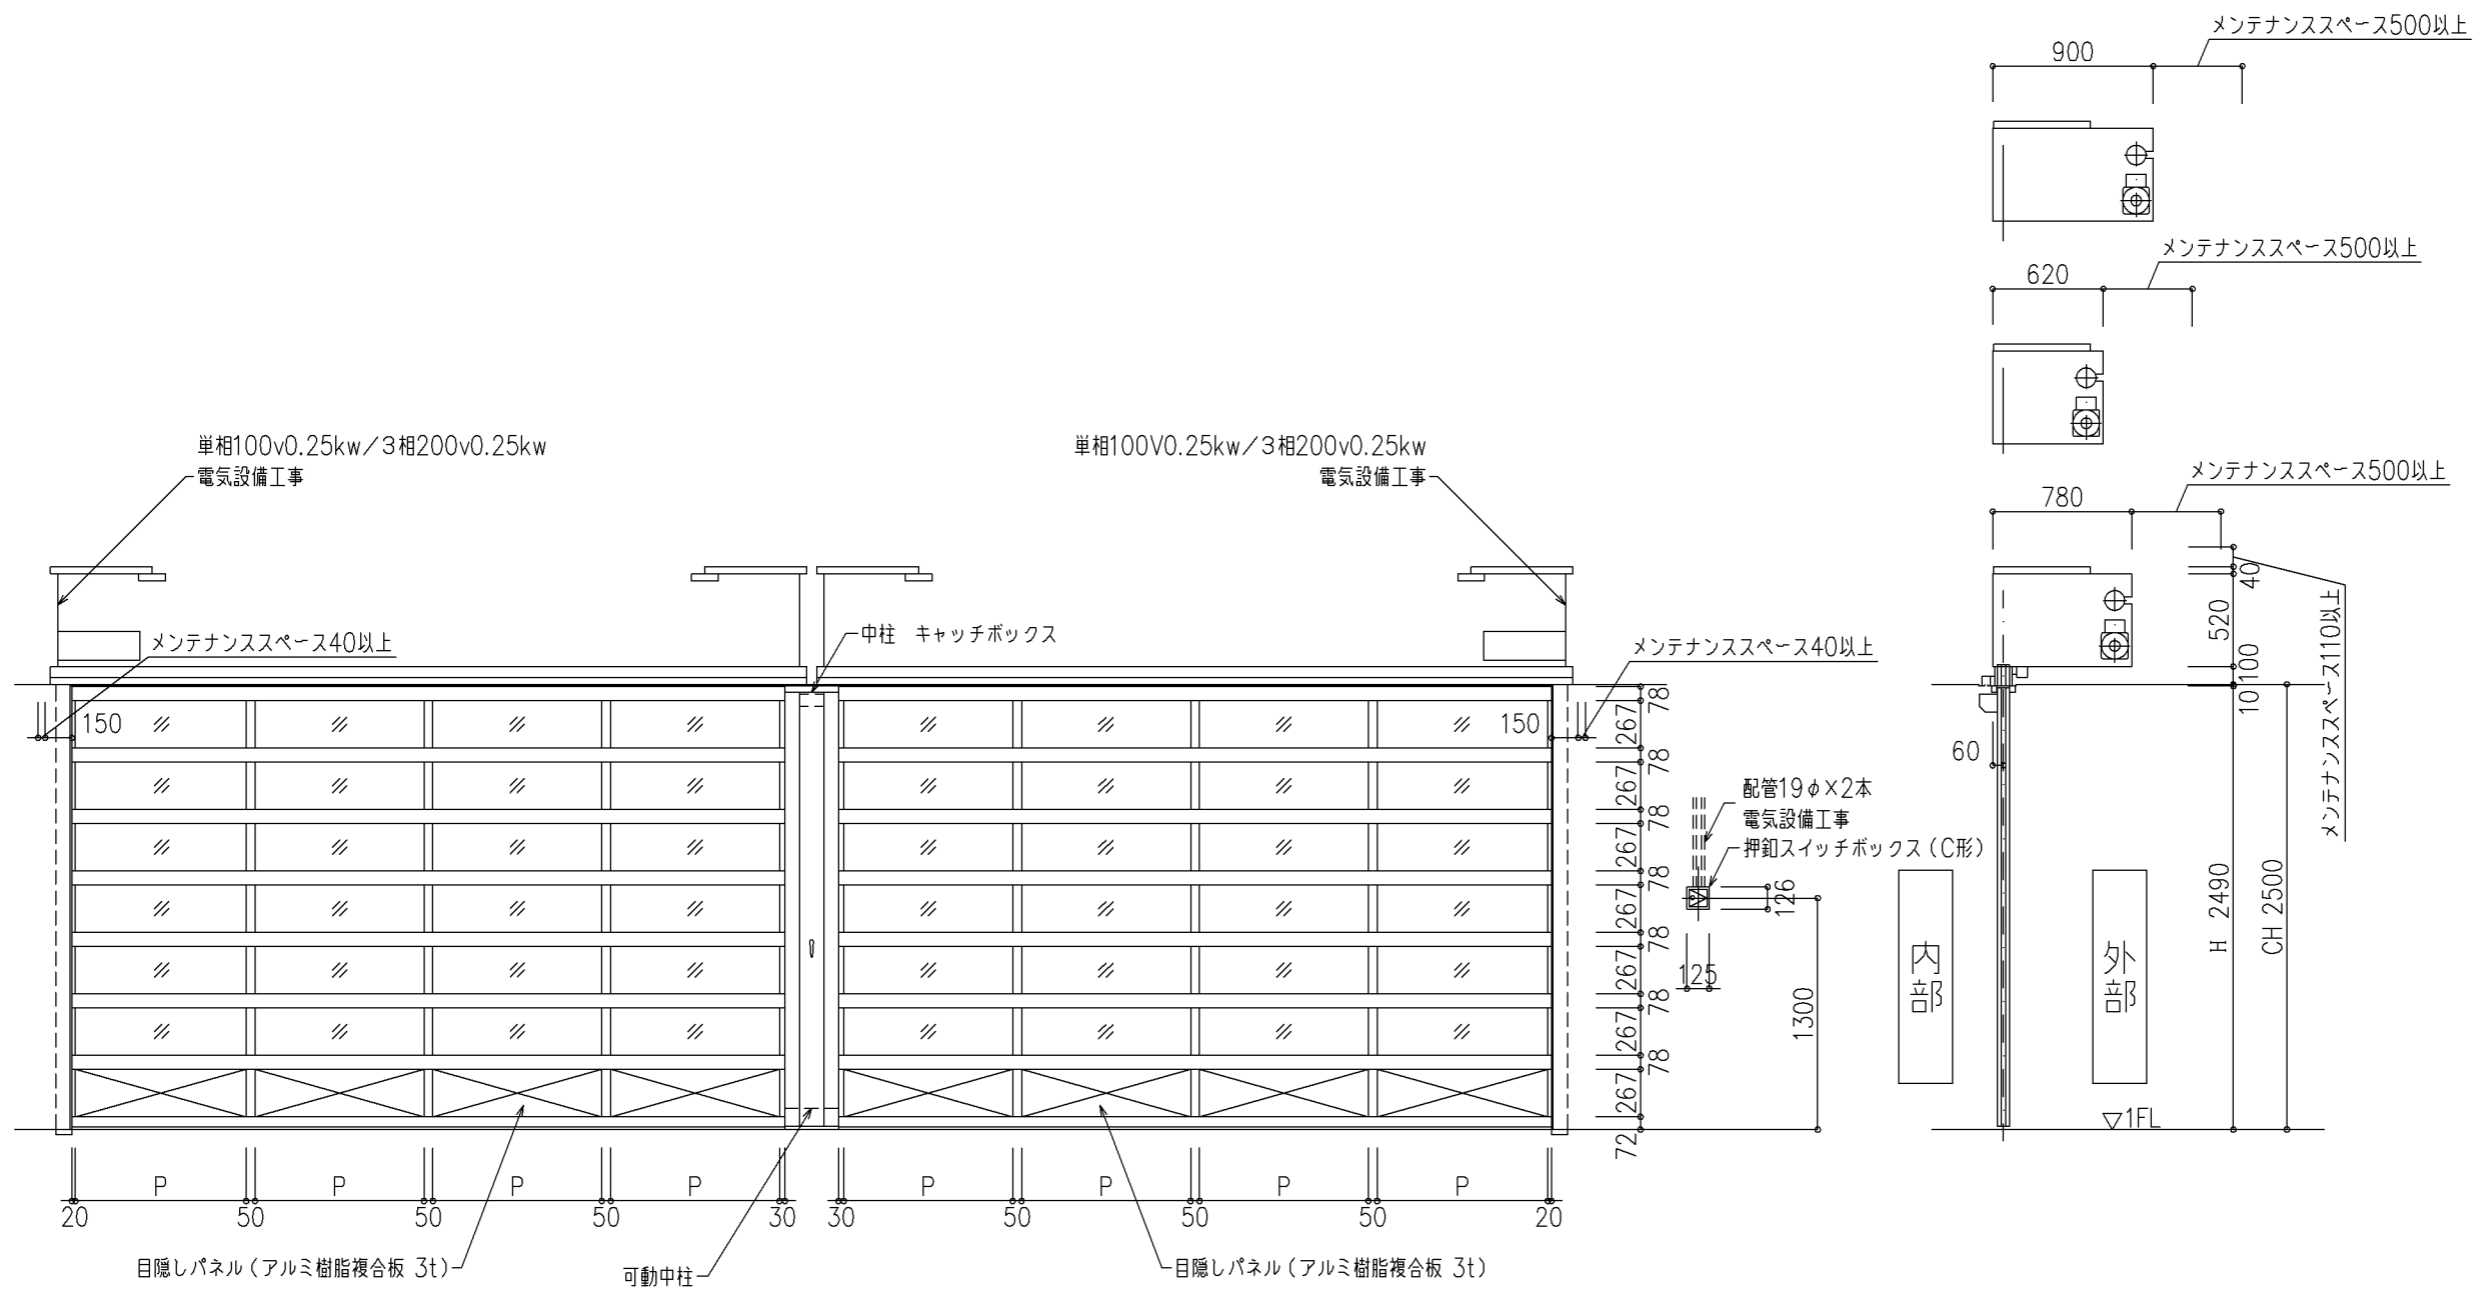 メンテナンススペース500以上
900
メンテナンススペース500以上
620
メンテナンススペース500以上
780
単相100v0.25kw／3相200v0.25kw
電気設備工事
単相100V0.25kw／3相200v0.25kw
電気設備工事
40
520
100
10
メンテナンススペース110以上
中柱　キャッチボックス
メンテナンススペース40以上
メンテナンススペース40以上
150
150
60
78
267
78
267
78
267
78
267
78
267
78
267
78
267
72
配管19φ×2本
電気設備工事
押釦スイッチボックス（C形）
126
125
1300
内部
外部
H 2490
CH 2500
▽1FL
P
P
P
P
P
P
P
P
20
50
50
50
30
30
50
50
50
20
目隠しパネル（アルミ樹脂複合板 3t）
可動中柱
目隠しパネル（アルミ樹脂複合板 3t）